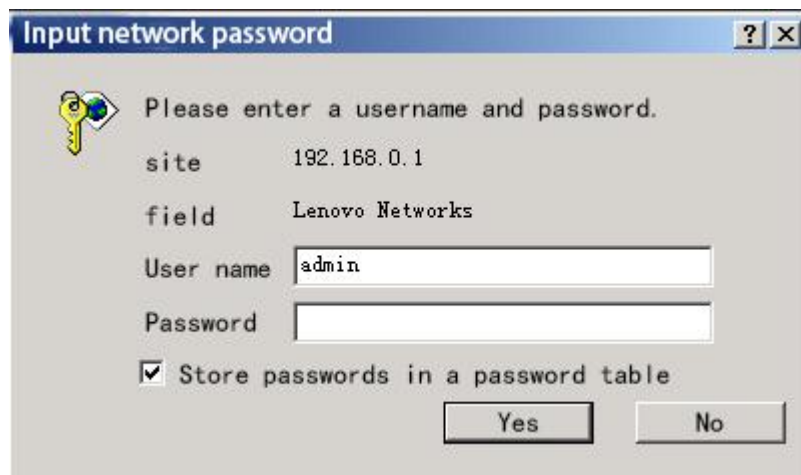 Input network password
Please enter a username and password.
site 192.168.0.1
field Lenovo Networks
User name admin
Password
Store passwords in a password table
Yes No